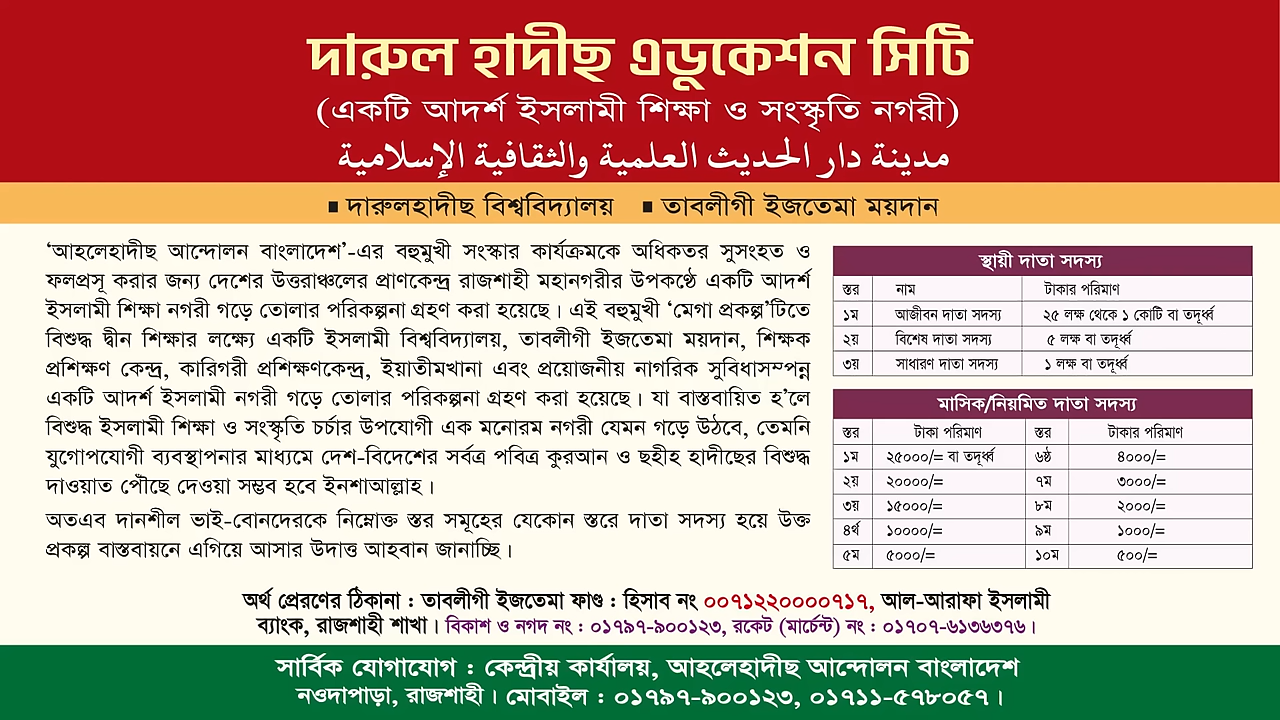 দারুল হাদীছ এডুকেশন সিটি
(একটি আদর্শ ইসলামী শিক্ষা ও সংস্কৃতি নগরী)
مدينة دار الحديث العلمية والثقافية الإسلامية
■ দারুলহাদীছ বিশ্ববিদ্যালয় ■ তাবলীগী ইজতেমা ময়দান
‘আহলেহাদীছ আন্দোলন বাংলাদেশ’-এর বহুমুখী সংস্কার কার্যক্রমকে অধিকতর সুসংহত ও
ফলপ্রসূ করার জন্য দেশের উত্তরাঞ্চলের প্রাণকেন্দ্র রাজশাহী মহানগরীর উপকণ্ঠে একটি আদর্শ
ইসলামী শিক্ষা নগরী গড়ে তোলার পরিকল্পনা গ্রহণ করা হয়েছে। এই বহুমুখী ‘মেগা প্রকল্প’টিতে
বিশুদ্ধ দ্বীন শিক্ষার লক্ষ্যে একটি ইসলামী বিশ্ববিদ্যালয়, তাবলীগী ইজতেমা ময়দান, শিক্ষক
প্রশিক্ষণ কেন্দ্র, কারিগরী প্রশিক্ষণকেন্দ্র, ইয়াতীমখানা এবং প্রয়োজনীয় নাগরিক সুবিধাসম্পন্ন
একটি আদর্শ ইসলামী নগরী গড়ে তোলার পরিকল্পনা গ্রহণ করা হয়েছে। যা বাস্তবায়িত হ’লে
বিশুদ্ধ ইসলামী শিক্ষা ও সংস্কৃতি চর্চার উপযোগী এক মনোরম নগরী যেমন গড়ে উঠবে, তেমনি
যুগোপযোগী ব্যবস্থাপনার মাধ্যমে দেশ-বিদেশের সর্বত্র পবিত্র কুরআন ও ছহীহ হাদীছের বিশুদ্ধ
দাওয়াত পৌছে দেওয়া সম্ভব হবে ইনশাআল্লাহ।
অতএব দানশীল ভাই-বোনদেরকে নিম্নোক্ত স্তর সমূহের যেকোন স্তরে দাতা সদস্য হয়ে উক্ত
প্রকল্প বাস্তবায়নে এগিয়ে আসার উদাত্ত আহবান জানাচ্ছি।
স্থায়ী দাতা সদস্য
স্তর নাম টাকার পরিমাণ
১ম আজীবন দাতা সদস্য ২৫ লক্ষ থেকে ১ কোটি বা তদূর্ধ্ব
২য় বিশেষ দাতা সদস্য ৫ লক্ষ বা তদূর্ধ্ব
৩য় সাধারণ দাতা সদস্য ১ লক্ষ বা তদূর্ধ্ব
মাসিক/নিয়মিত দাতা সদস্য
স্তর টাকা পরিমাণ স্তর টাকার পরিমাণ
১ম ২৫০০০/= বা তদূর্ধ্ব ৬ষ্ঠ ৪০০০/=
২য় ২০০০০/= ৭ম ৩০০০/=
৩য় ১৫০০০/= ৮ম ২০০০/=
৪র্থ ১০০০০/= ৯ম ১০০০/=
৫ম ৫০০০/= ১০ম ৫০০/=
অর্থ প্রেরণের ঠিকানা : তাবলীগী ইজতেমা ফাণ্ড : হিসাব নং ০০৭১২২০০০০৭১৭, আল-আরাফা ইসলামী
ব্যাংক, রাজশাহী শাখা। বিকাশ ও নগদ নং : ০১৭৯৭-৯০০১২৩, রকেট (মার্চেন্ট) নং : ০১৭০৭-৬১৩৬৩৭৬।
সার্বিক যোগাযোগ : কেন্দ্রীয় কার্যালয়, আহলেহাদীছ আন্দোলন বাংলাদেশ
নওদাপাড়া, রাজশাহী। মোবাইল : ০১৭৯৭-৯০০১২৩, ০১৭১১-৫৭৮০৫৭।